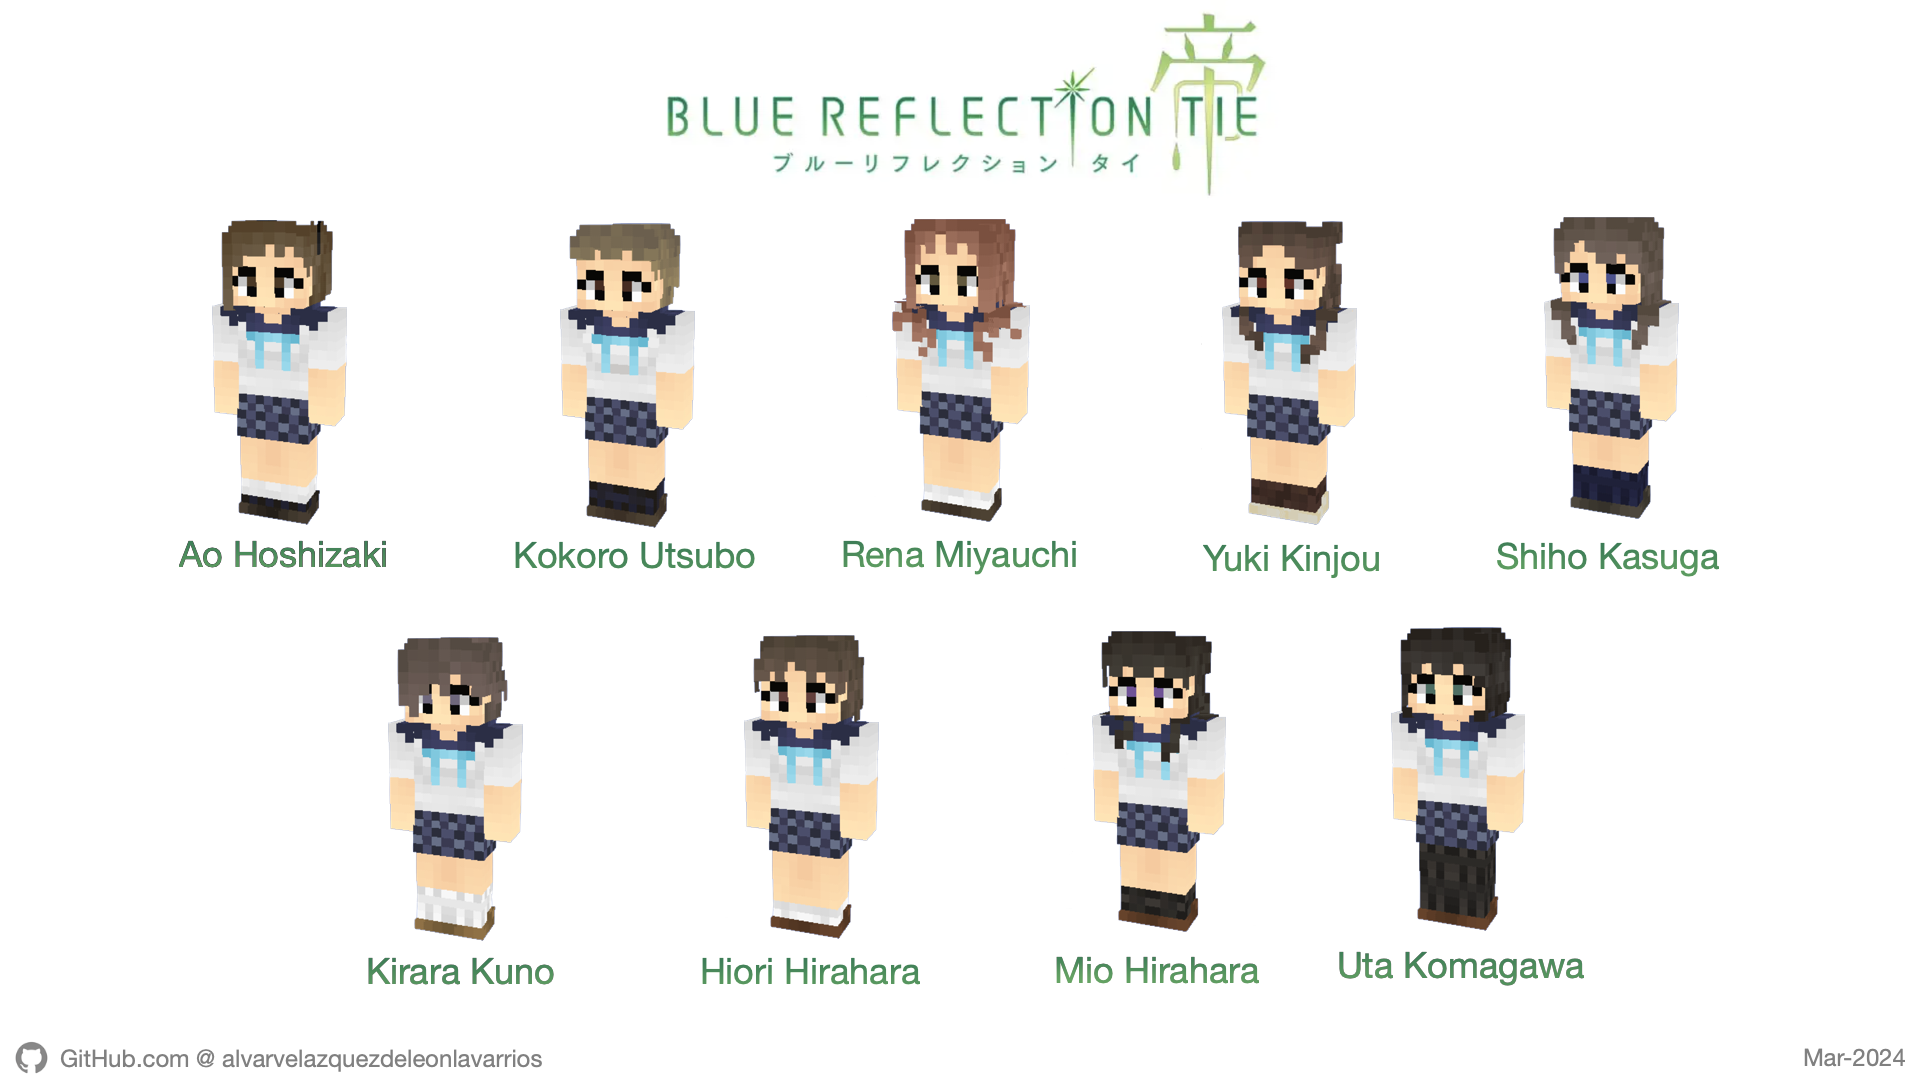 帝
BLUE REFLECTION TIE
ブルーリフレクション タイ
Ao Hoshizaki
Kokoro Utsubo
Rena Miyauchi
Yuki Kinjou
Shiho Kasuga
Kirara Kuno
Hiori Hirahara
Mio Hirahara
Uta Komagawa
GitHub.com @ alvarvelazquezdeleonlavarrios
Mar-2024